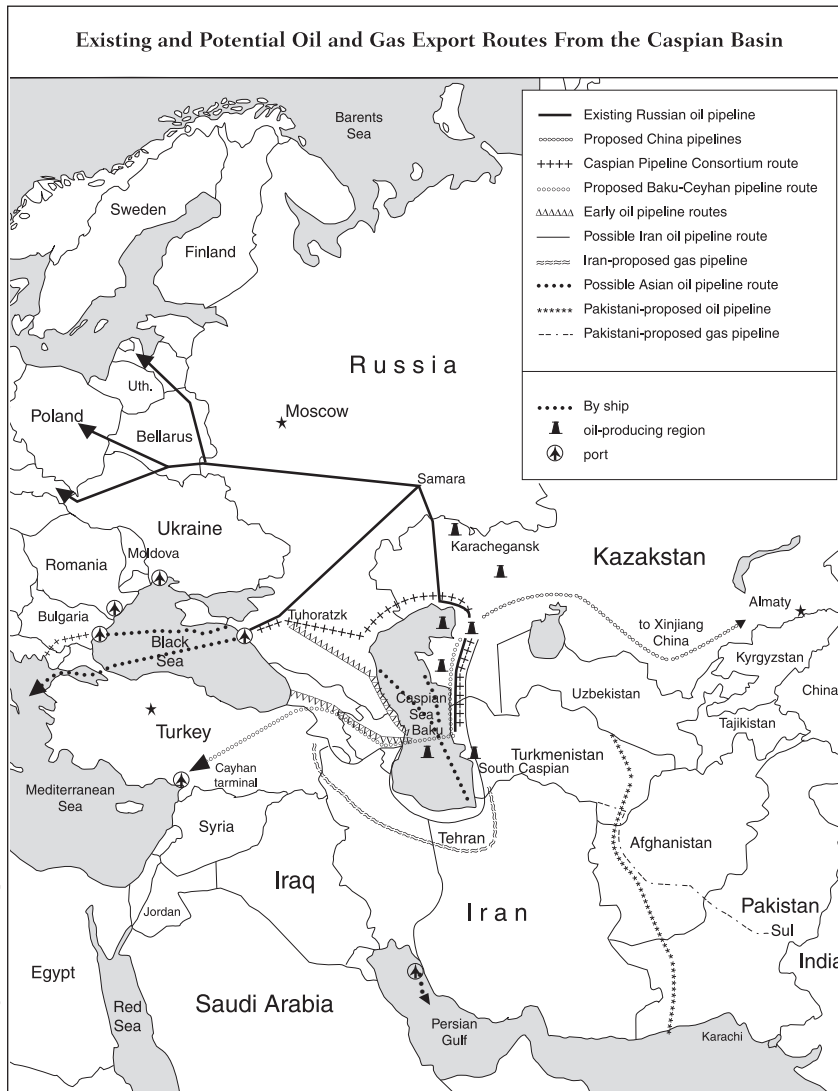 Existing and Potential Oil and Gas Export Routes From the Caspian Basin
Barents
Sea
Existing Russian oil pipeline
Proposed China pipelines
Caspian Pipeline Consortium route
Proposed Baku-Ceyhan pipeline route
Early oil pipeline routes
Possible Iran oil pipeline route
Iran-proposed gas pipeline
Possible Asian oil pipeline route
Pakistani-proposed oil pipeline
Pakistani-proposed gas pipeline
By ship
oil-producing region
port
Sweden
Finland
Russia
Uth.
Moscow
Poland
Bellarus
Samara
Ukraine
Karachegansk
Kazakstan
Romania
Moldova
Almaty
Bulgaria
Tuhoratzk
to Xinjiang
China
Black
Sea
Kyrgyzstan
Uzbekistan
China
Caspian
Sea
Baku
Tajikistan
Turkey
Turkmenistan
South Caspian
Cayhan
tarminal
Mediterranean
Sea
Syria
Tehran
Afghanistan
Iraq
Iran
Pakistan
Sul
Jordan
India
Egypt
Saudi Arabia
Red
Sea
Persian
Gulf
Karachi